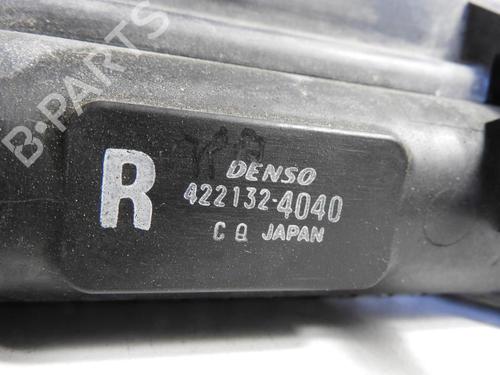 B-PARTS
R
DENSO
422132-4040
C Q JAPAN